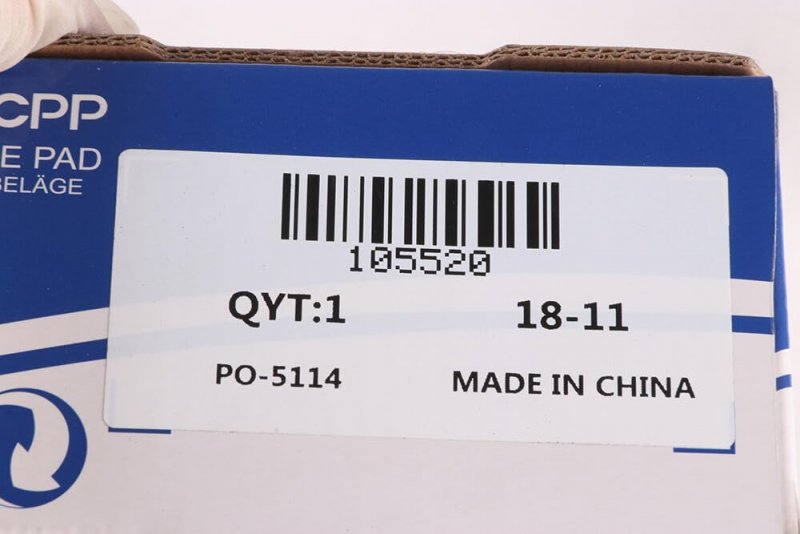 CPP
E PAD
BELÄGE
105520
QYT:1
18-11
PO-5114
MADE IN CHINA